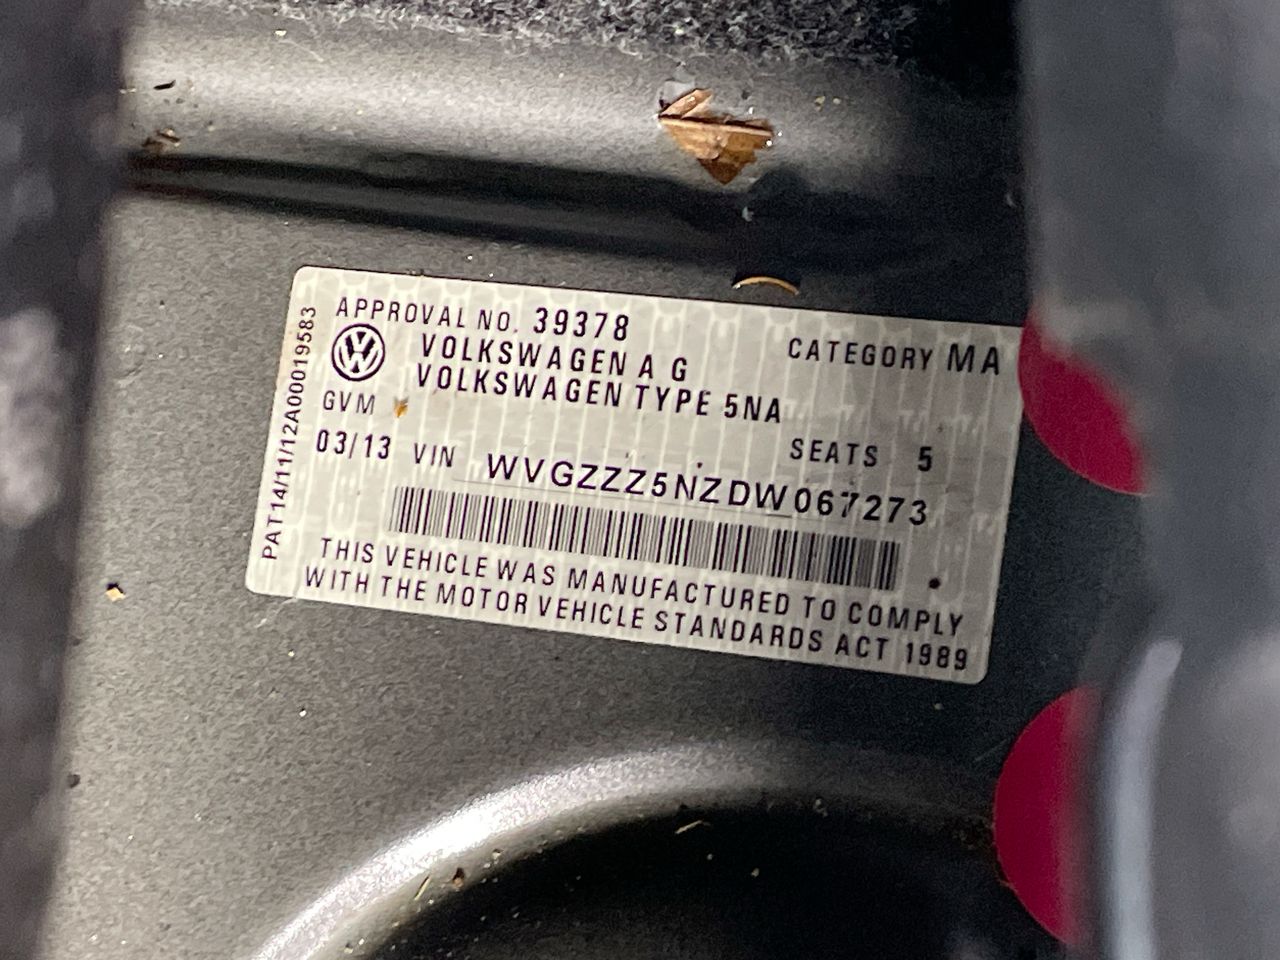 APPROVAL NO. 39378
CATEGORY MA
VOLKSWAGEN A G
VOLKSWAGEN TYPE 5NA
GVM
SEATS 5
03/13 VIN WVGZZZ5NZDW067273
THIS VEHICLE WAS MANUFACTURED TO COMPLY
WITH THE MOTOR VEHICLE STANDARDS ACT 1989
PAT14/11/12A00019583